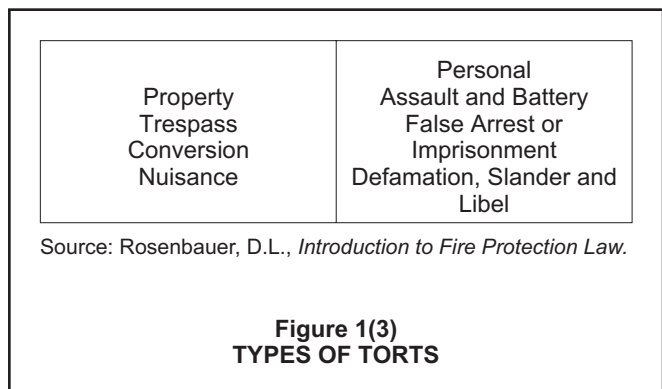 Property
Trespass
Conversion
Nuisance
Personal
Assault and Battery
False Arrest or
Imprisonment
Defamation, Slander and
Libel
Source: Rosenbauer, D.L., Introduction to Fire Protection Law.
Figure 1(3)
TYPES OF TORTS